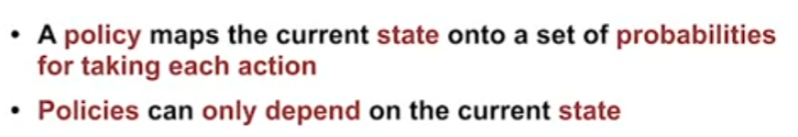 • A policy maps the current state onto a set of probabilities
for taking each action
• Policies can only depend on the current state